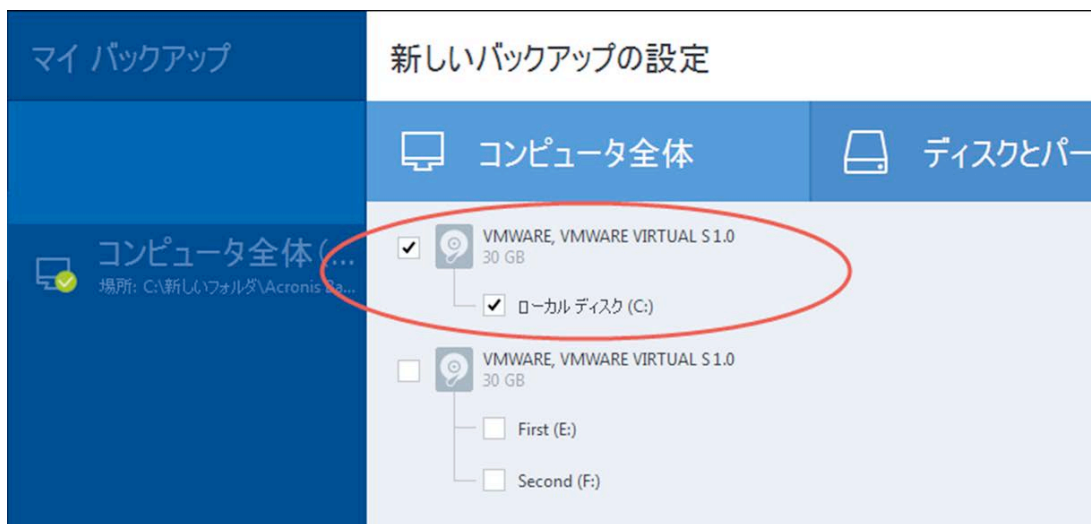 マイ バックアップ
新しいバックアップの設定
コンピュータ全体
ディスクとパー
コンピュータ全体 (...
場所: C:\新しいフォルダ\Acronis Ba...
VMWARE, VMWARE VIRTUAL S 1.0
30 GB
ローカル ディスク (C:)
VMWARE, VMWARE VIRTUAL S 1.0
30 GB
First (E:)
Second (F:)